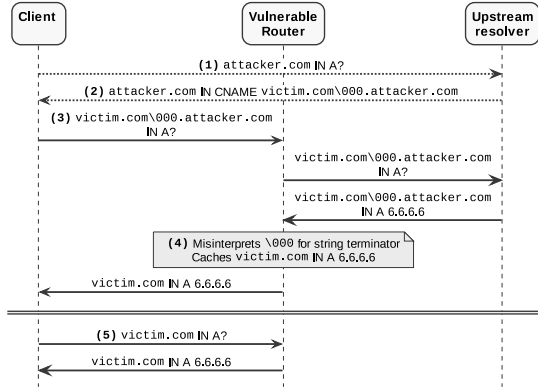 Client
Vulnerable
Router
Upstream
resolver
(1) attacker.com IN A?
(2) attacker.com IN CNAME victim.com\000.attacker.com
(3) victim.com\000.attacker.com
IN A?
victim.com\000.attacker.com
IN A?
victim.com\000.attacker.com
IN A 6.6.6.6
(4) Misinterprets \000 for string terminator
Caches victim.com IN A 6.6.6.6
victim.com IN A 6.6.6.6
(5) victim.com IN A?
victim.com IN A 6.6.6.6